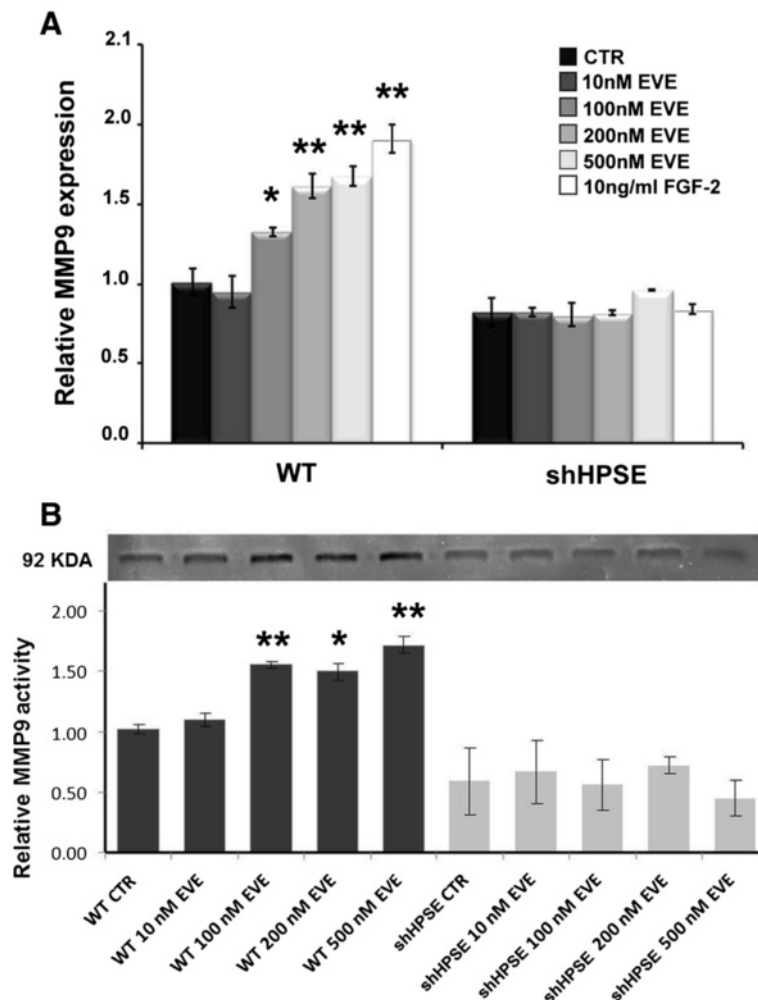 A
Relative MMP9 expression
2.1
2.0
1.5
1.0
0.5
0.0
*
**
**
**
CTR
10nM EVE
100nM EVE
200nM EVE
500nM EVE
10ng/ml FGF-2
WT
shHPSE
B
92 KDA
Relative MMP9 activity
2.00
1.50
1.00
0.50
0.00
**
*
**
WT CTR
WT 10 nM EVE
WT 100 nM EVE
WT 200 nM EVE
WT 500 nM EVE
shHPSE CTR
shHPSE 10 nM EVE
shHPSE 100 nM EVE
shHPSE 200 nM EVE
shHPSE 500 nM EVE